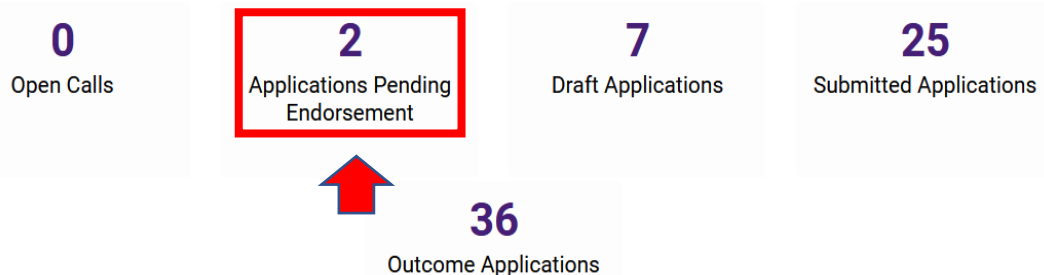 0
Open Calls
2
Applications Pending
Endorsement
7
Draft Applications
25
Submitted Applications
36
Outcome Applications